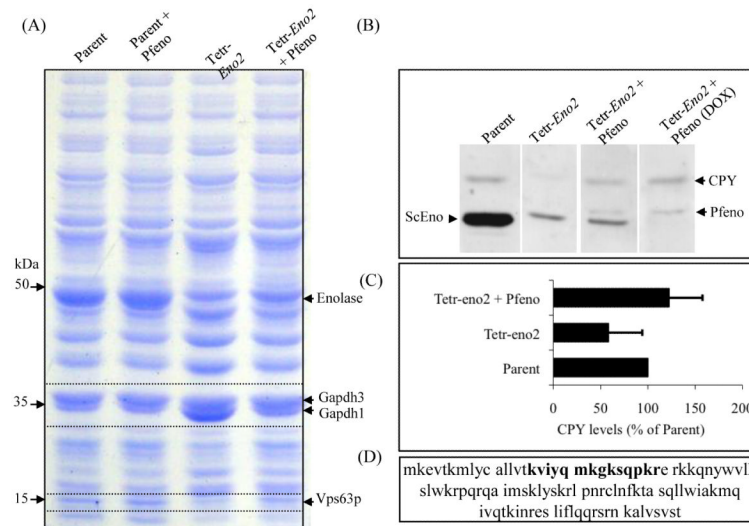 (A)
Parent
Parent +
Pfeno
Tetr-
Eno2
Tetr-Eno2
+ Pfeno
kDa
50
35
15
Enolase
Gapdh3
Gapdh1
Vps63p
(B)
Parent
Tetr-Eno2
Tetr-Eno2 +
Pfeno
Tetr-Eno2 +
Pfeno (DOX)
ScEno
CPY
Pfeno
(C)
Tetr-eno2 + Pfeno
Tetr-eno2
Parent
0 50 100 150 200
CPY levels (% of Parent)
(D)
mkevtkmlyc allvtkviyq mkgksqpkre rkkqnywvll
slwkrpqrqa imsklyskrl pnrclnfkta sqllwiakmq
ivqtkinres liflqqrsrn kalvsvst